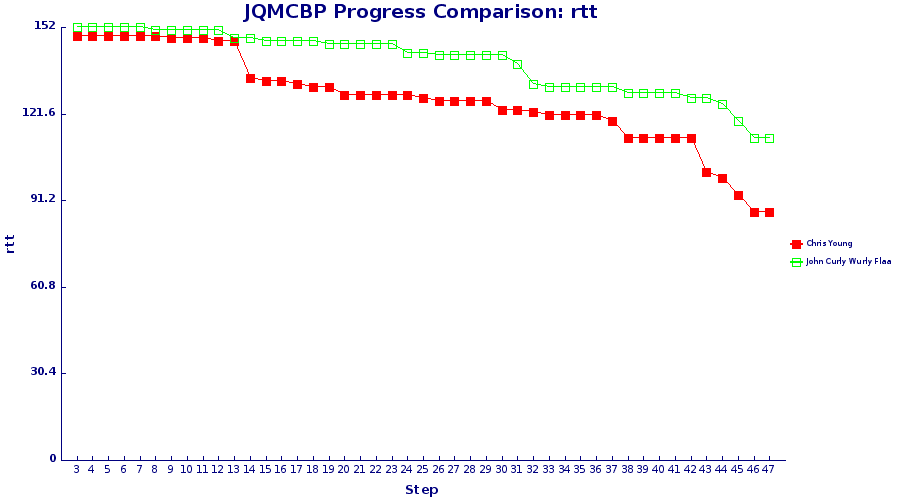 JQMCBP Progress Comparison: rtt
152
121.6
91.2
60.8
30.4
0
rtt
3 4 5 6 7 8 9 10 11 12 13 14 15 16 17 18 19 20 21 22 23 24 25 26 27 28 29 30 31 32 33 34 35 36 37 38 39 40 41 42 43 44 45 46 47
Step
Chris Young
John Curly Wurly Flaa